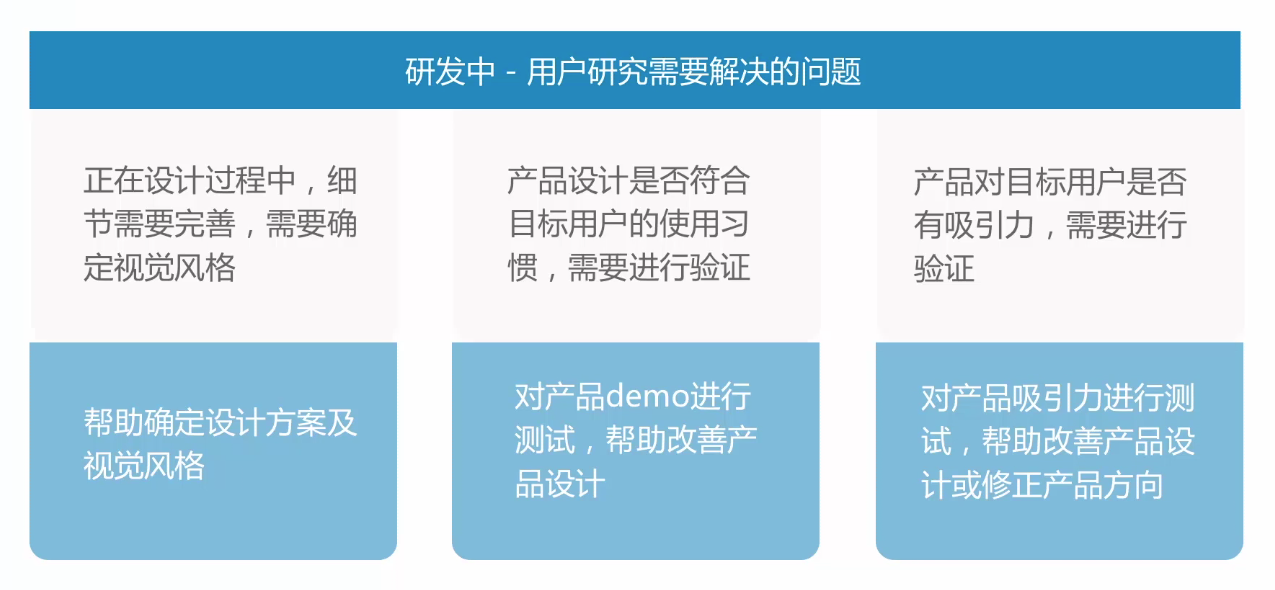 研发中 - 用户研究需要解决的问题
正在设计过程中，细
节需要完善，需要确
定视觉风格
产品设计是否符合
目标用户的使用习
惯，需要进行验证
产品对目标用户是否
有吸引力，需要进行
验证
帮助确定设计方案及
视觉风格
对产品demo进行
测试，帮助改善产
品设计
对产品吸引力进行测
试，帮助改善产品设
计或修正产品方向